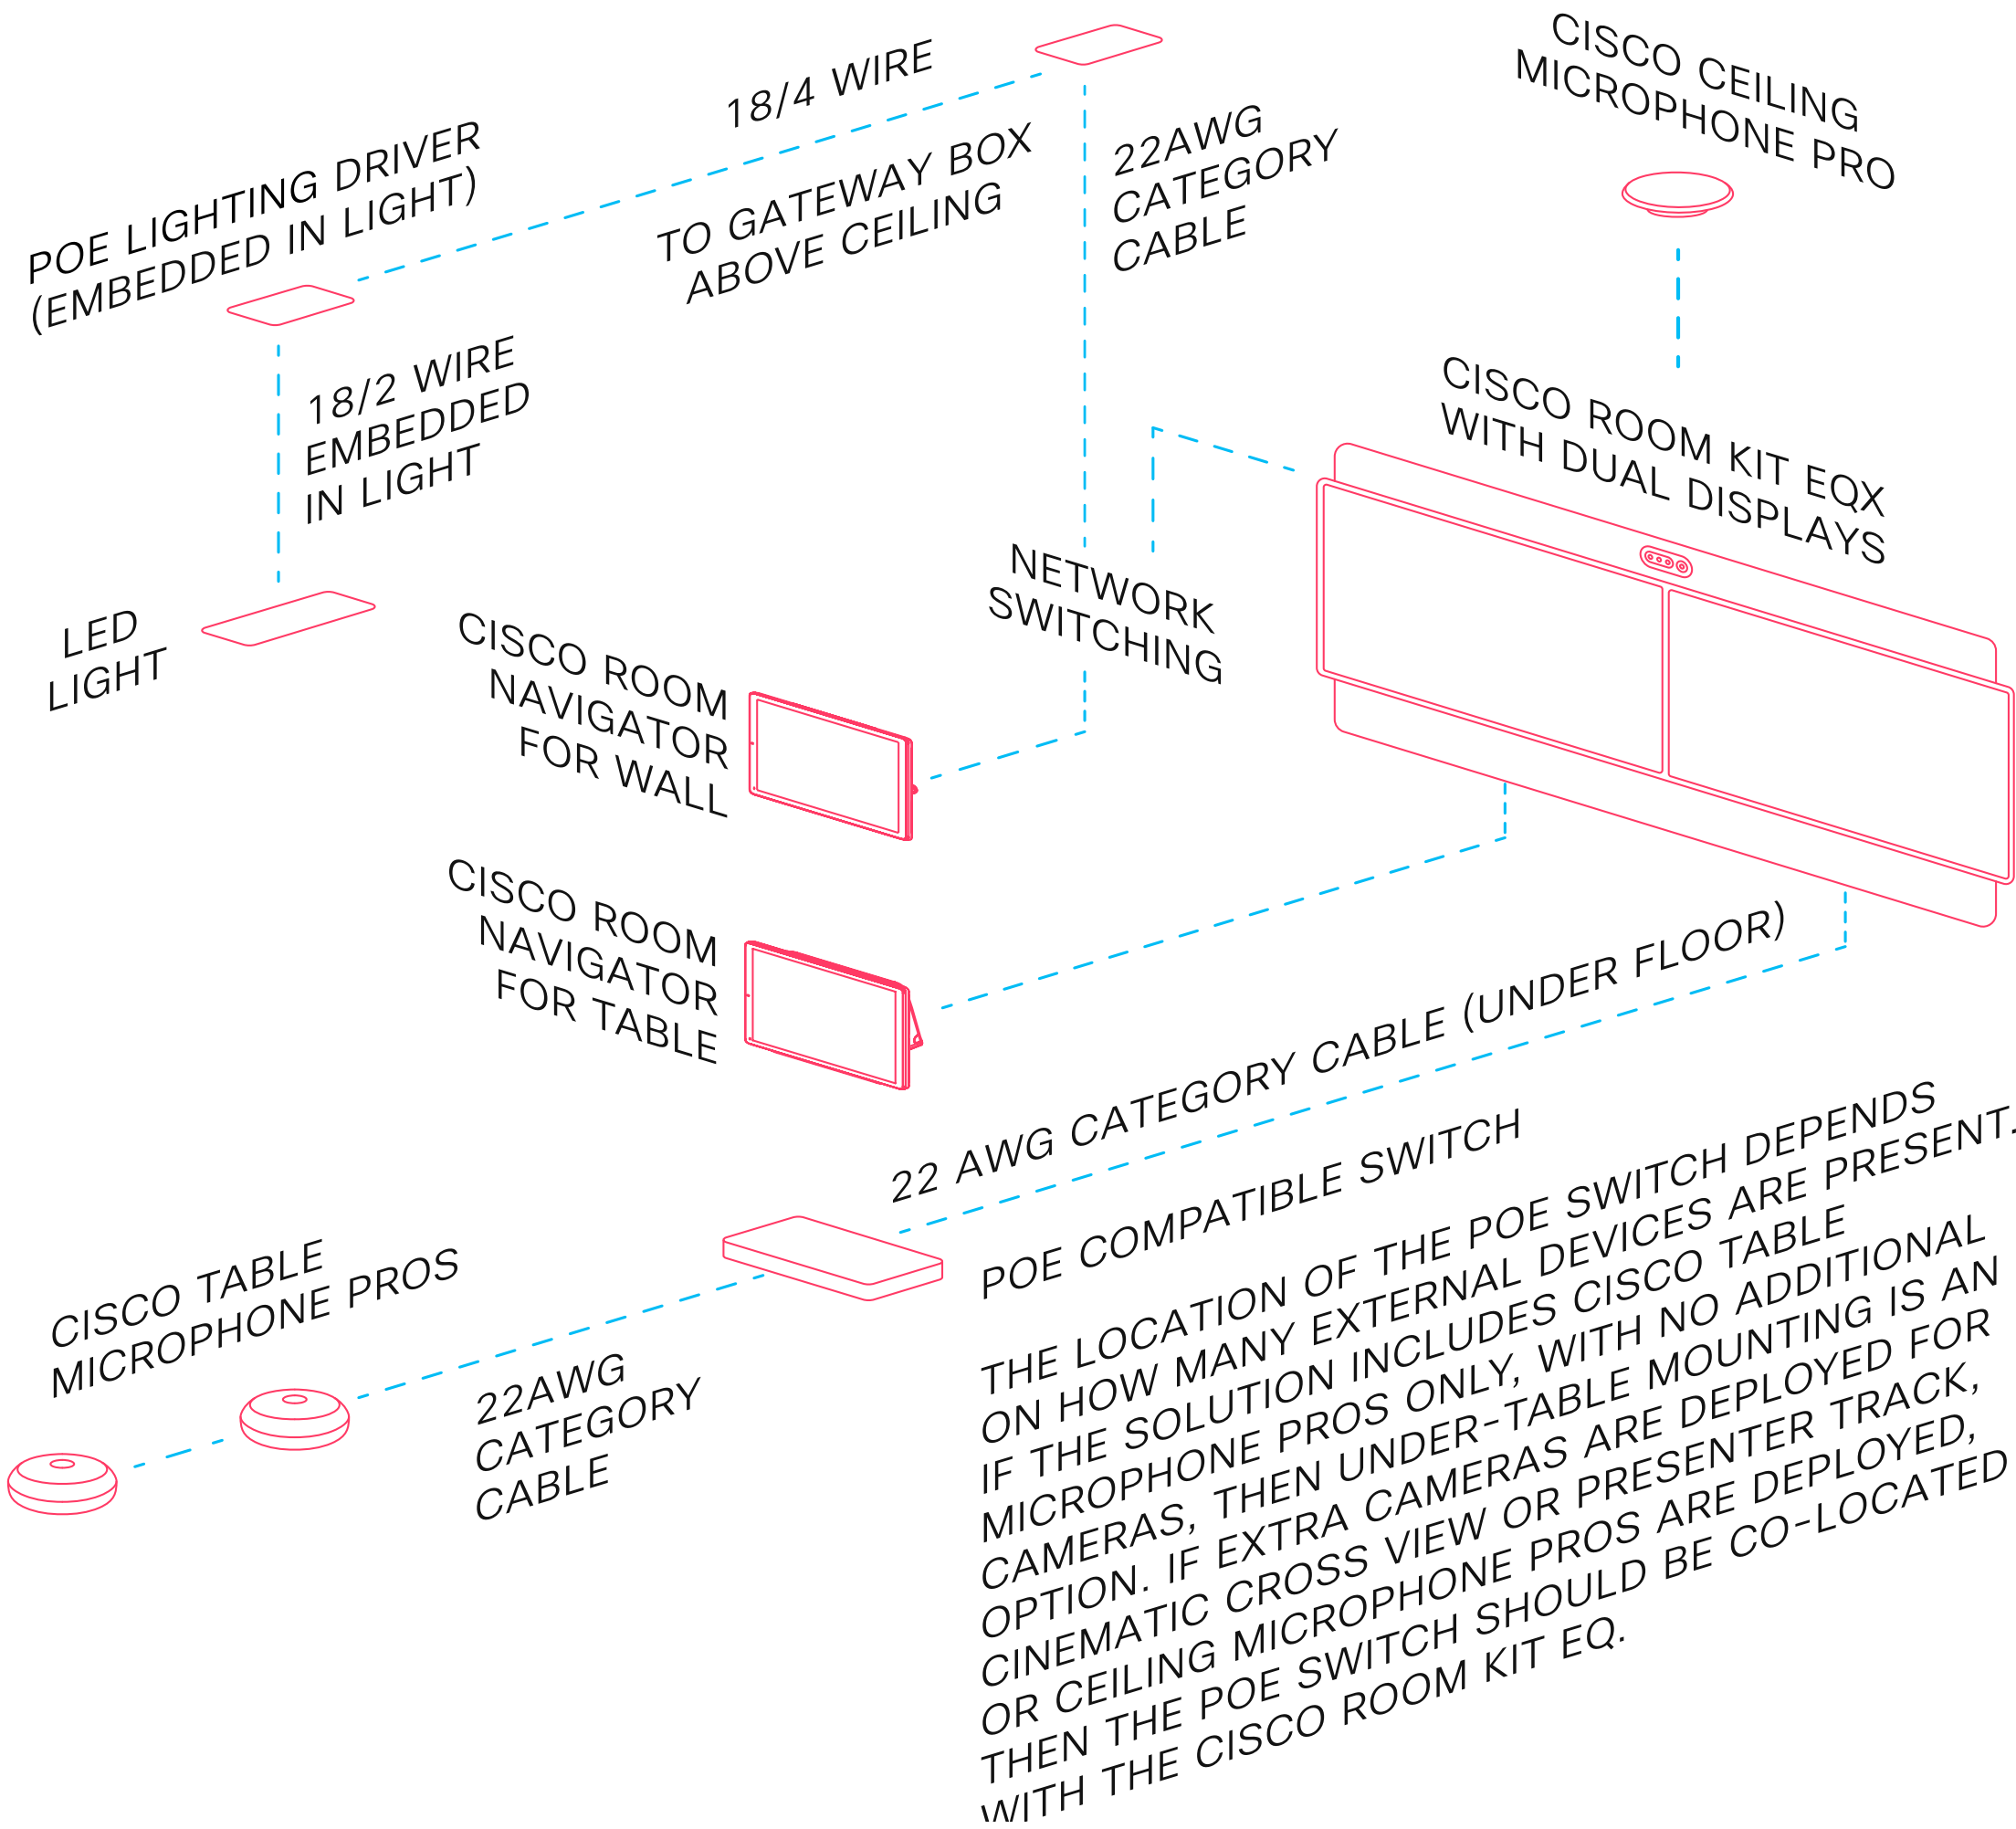 CISCO CEILING
MICROPHONE PRO
18/4 WIRE
POE LIGHTING DRIVER
(EMBEDDED IN LIGHT)
TO GATEWAY BOX
ABOVE CEILING
22AWG
CATEGORY
CABLE
18/2 WIRE
EMBEDDED
IN LIGHT
CISCO ROOM KIT EQX
WITH DUAL DISPLAYS
NETWORK
SWITCHING
LED
LIGHT
CISCO ROOM
NAVIGATOR
FOR WALL
CISCO ROOM
NAVIGATOR
FOR TABLE
22 AWG CATEGORY CABLE (UNDER FLOOR)
POE COMPATIBLE SWITCH
CISCO TABLE
MICROPHONE PROS
22AWG
CATEGORY
CABLE
THE LOCATION OF THE POE SWITCH DEPENDS
ON HOW MANY EXTERNAL DEVICES ARE PRESENT.
IF THE SOLUTION INCLUDES CISCO TABLE
MICROPHONE PROS ONLY, WITH NO ADDITIONAL
CAMERAS, THEN UNDER-TABLE MOUNTING IS AN
OPTION. IF EXTRA CAMERAS ARE DEPLOYED FOR
CINEMATIC CROSS VIEW OR PRESENTER TRACK,
OR CEILING MICROPHONE PROS ARE DEPLOYED,
THEN THE POE SWITCH SHOULD BE CO-LOCATED
WITH THE CISCO ROOM KIT EQ.